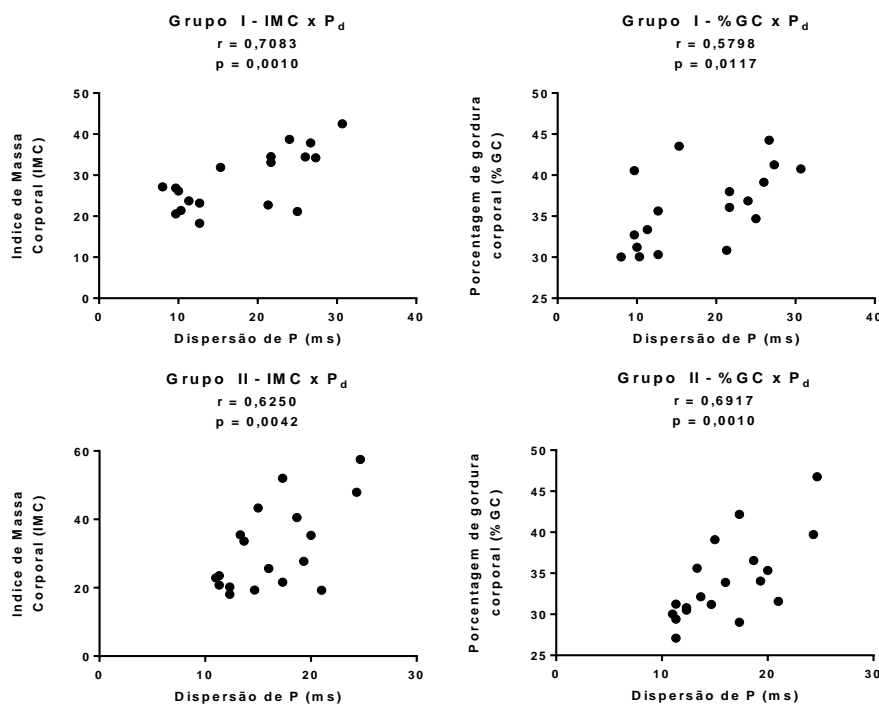 Grupo I - IMC x Pd
r = 0,7083
p = 0,0010
Indice de Massa
Corporal (IMC)
50
40
30
20
10
0
0 10 20 30 40
Dispersão de P (ms)
Grupo I - %GC x Pd
r = 0,5798
p = 0,0117
Porcentagem de gordura
corporal (%GC)
50
45
40
35
30
25
0 10 20 30 40
Dispersão de P (ms)
Grupo II - IMC x Pd
r = 0,6250
p = 0,0042
Indice de Massa
Corporal (IMC)
60
40
20
0
0 10 20 30
Dispersão de P (ms)
Grupo II - %GC x Pd
r = 0,6917
p = 0,0010
Porcentagem de gordura
corporal (%GC)
50
45
40
35
30
25
0 10 20 30
Dispersão de P (ms)